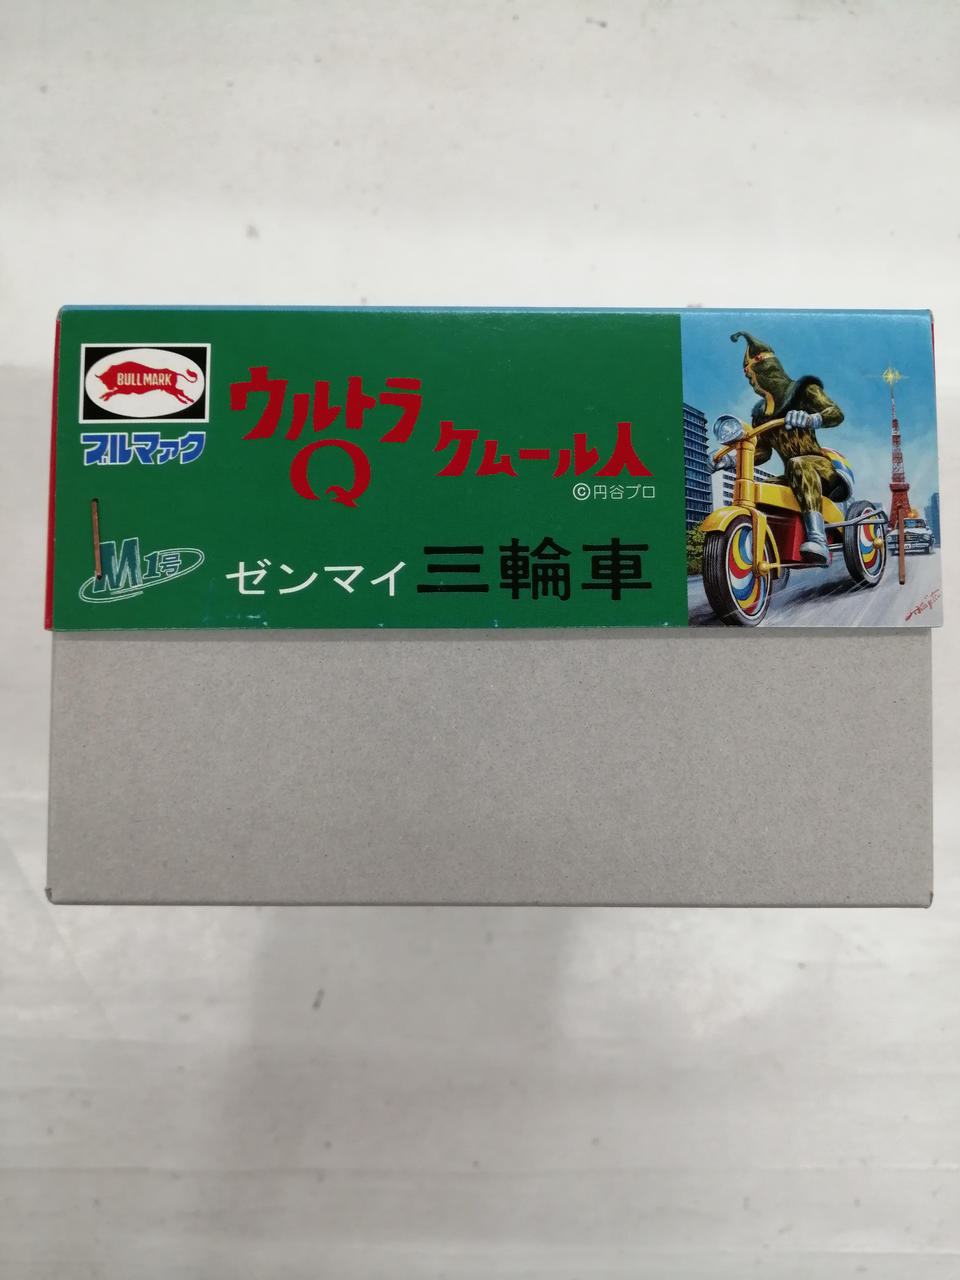 BULLMARK
ブルマァク
ウルトラ
Q
ケムール人
©円谷プロ
M1号
ゼンマイ三輪車